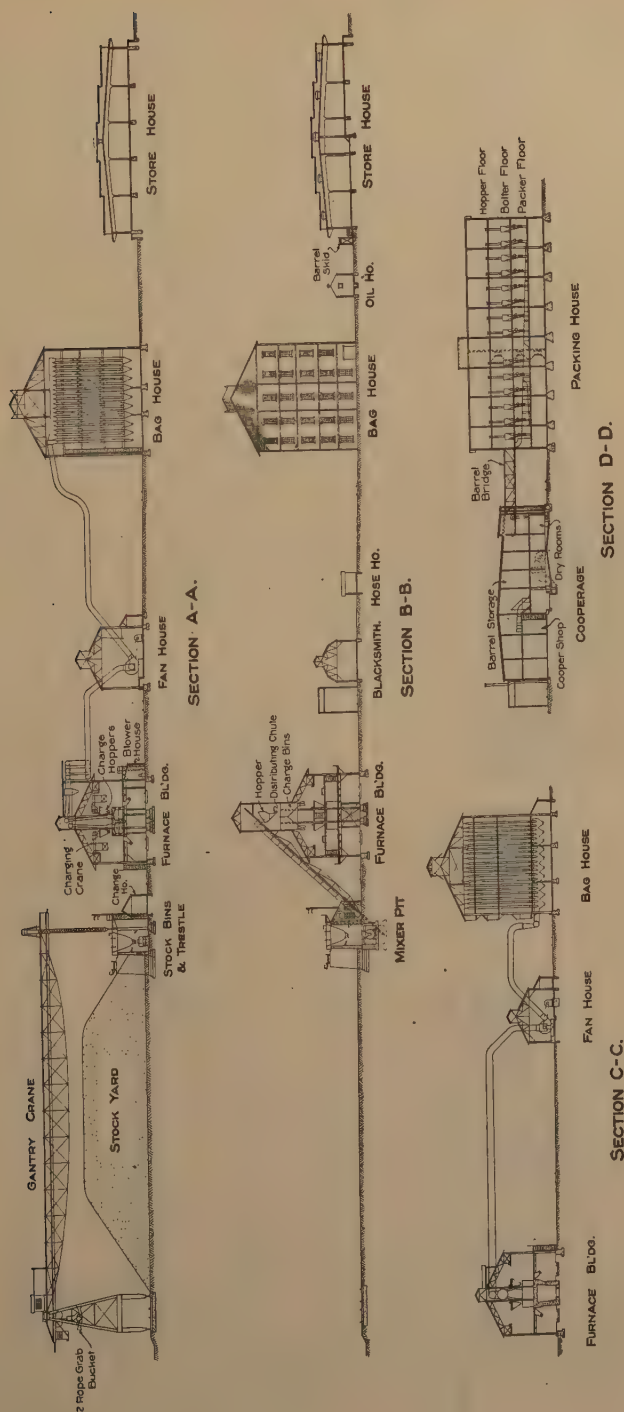 2 Rope Grab
Bucket
GANTRY CRANE
STOCK YARD
STOCK BINS
& TRESTLE
Change
Ho.
Charging
Crane
FURNACE BL'DG.
Charge
Hoppers
Blower
House
FAN HOUSE
BAG HOUSE
STORE HOUSE
SECTION A-A.
MIXER PIT
Hopper
Distributing Chute
Charge Bins
FURNACE BL'DG.
BLACKSMITH.
HOSE HO.
BAG HOUSE
OIL HO.
Barrel
Skid
STORE HOUSE
SECTION B-B.
FURNACE BL'DG.
FAN HOUSE
BAG HOUSE
SECTION C-C.
Barrel Storage
Cooper Shop
Dry Rooms
COOPERAGE
Barrel
Bridge
Hopper Floor
Bolter Floor
Packer Floor
PACKING HOUSE
SECTION D-D.